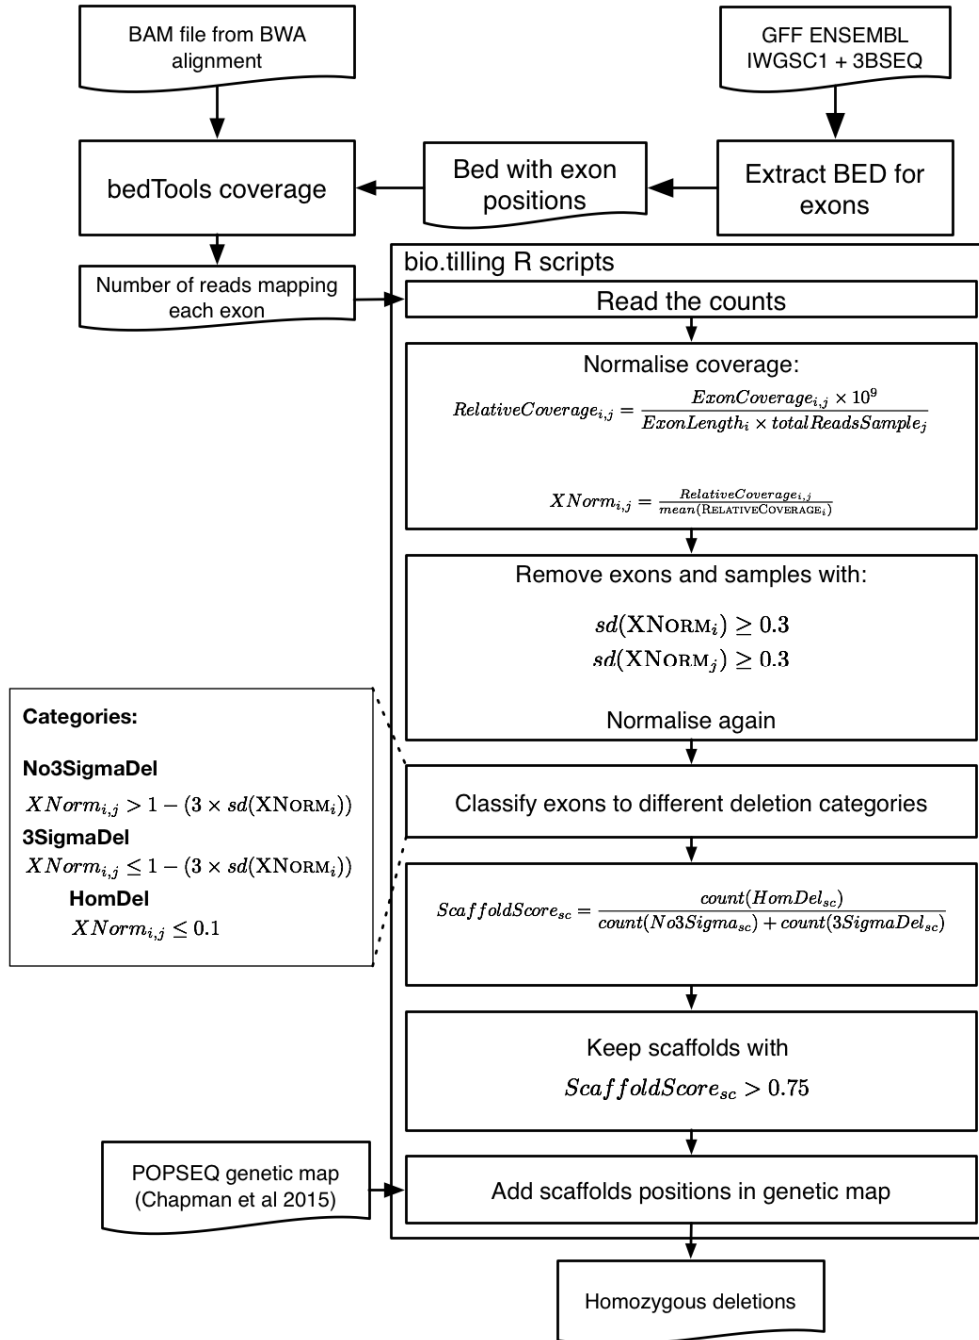 BAM file from BWA
alignment
GFF ENSEMBL
IWGSC1 + 3BSEQ
bedTools coverage
Bed with exon
positions
Extract BED for
exons
Number of reads mapping
each exon
bio.tilling R scripts
Read the counts
Normalise coverage:
RelativeCoverage_{i,j} = \frac{ExonCoverage_{i,j} × 10^9}{ExonLength_i × totalReadsSample_j}
XNorm_{i,j} = \frac{RelativeCoverage_{i,j}}{mean(RELATIVECOVERAGE_i)}
Remove exons and samples with:
sd(XNORM_i) ≥ 0.3
sd(XNORM_j) ≥ 0.3
Normalise again
Categories:
No3SigmaDel
XNorm_{i,j} > 1 − (3 × sd(XNORM_i))
3SigmaDel
XNorm_{i,j} ≤ 1 − (3 × sd(XNORM_i))
HomDel
XNorm_{i,j} ≤ 0.1
Classify exons to different deletion categories
ScaffoldScore_{sc} = \frac{count(HomDel_{sc})}{count(No3Sigma_{sc}) + count(3SigmaDel_{sc})}
Keep scaffolds with
ScaffoldScore_{sc} > 0.75
POPSEQ genetic map
(Chapman et al 2015)
Add scaffolds positions in genetic map
Homozygous deletions